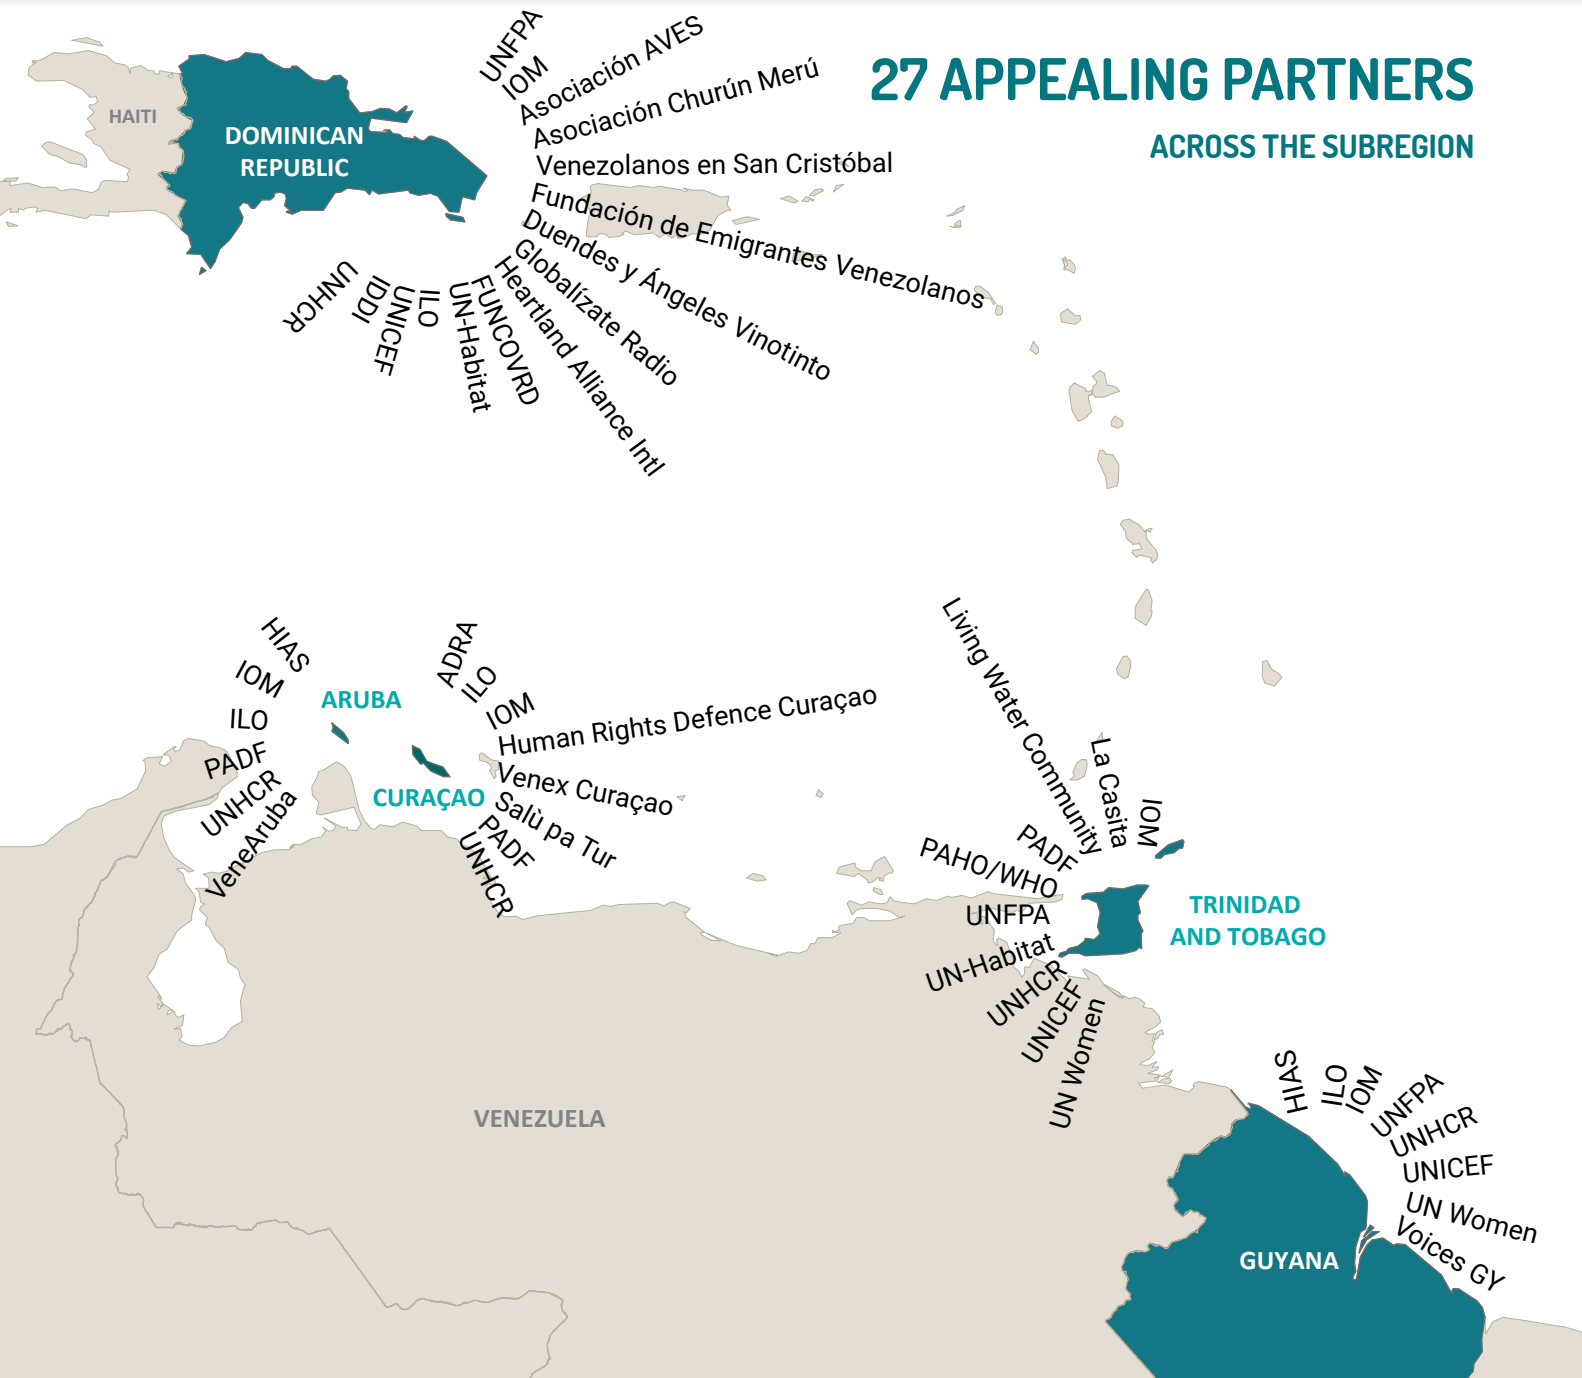 27 APPEALING PARTNERS
ACROSS THE SUBREGION
HAITI
DOMINICAN
REPUBLIC
UNFPA
IOM
Asociación AVES
Asociación Churún Merú
Venezolanos en San Cristóbal
Fundación de Emigrantes Venezolanos
Duendes y Ángeles Vinotinto
Globalízate Radio
Heartland Alliance Intl
FUNCOVRD
UN-Habitat
ILO
UNICEF
IDDI
UNHCR
ARUBA
HIAS
IOM
ILO
PADF
UNHCR
VeneAruba
CURAÇAO
ADRA
ILO
IOM
Human Rights Defence Curaçao
Venex Curaçao
Salù pa Tur
PADF
UNHCR
TRINIDAD
AND TOBAGO
IOM
La Casita
Living Water Community
PADF
PAHO/WHO
UNFPA
UN-Habitat
UNHCR
UNICEF
UN Women
VENEZUELA
GUYANA
HIAS
ILO
IOM
UNFPA
UNHCR
UNICEF
UN Women
Voices GY